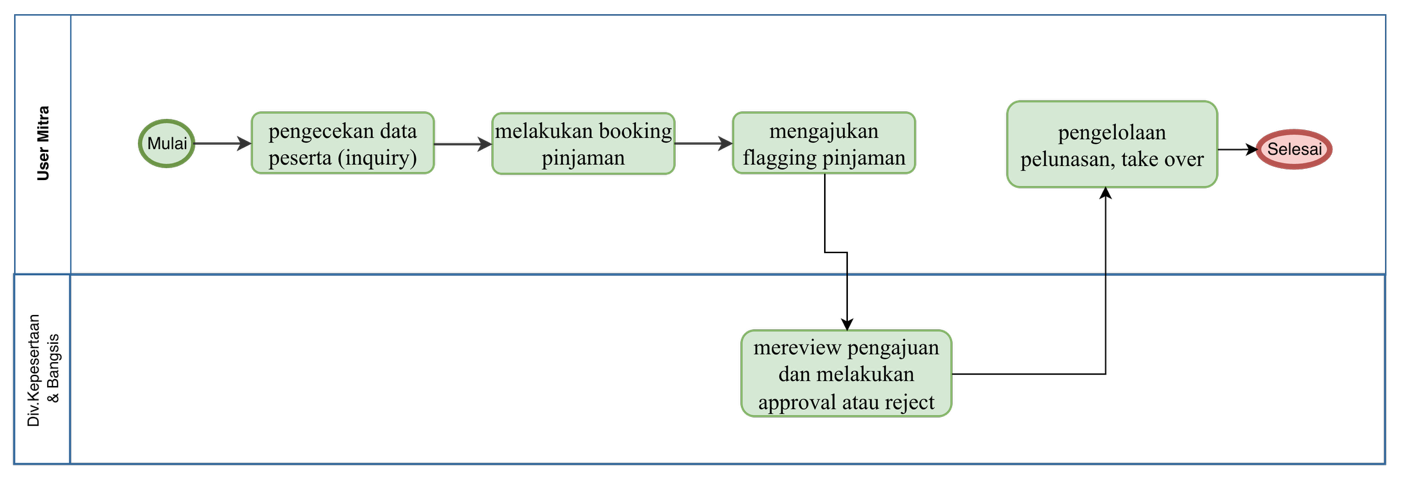 User Mitra
Mulai
pengecekan data
peserta (inquiry)
melakukan booking
pinjaman
mengajukan
flagging pinjaman
pengelolaan
pelunasan, take over
Selesai
Div.Kepesertaan
& Bangsis
mereview pengajuan
dan melakukan
approval atau reject